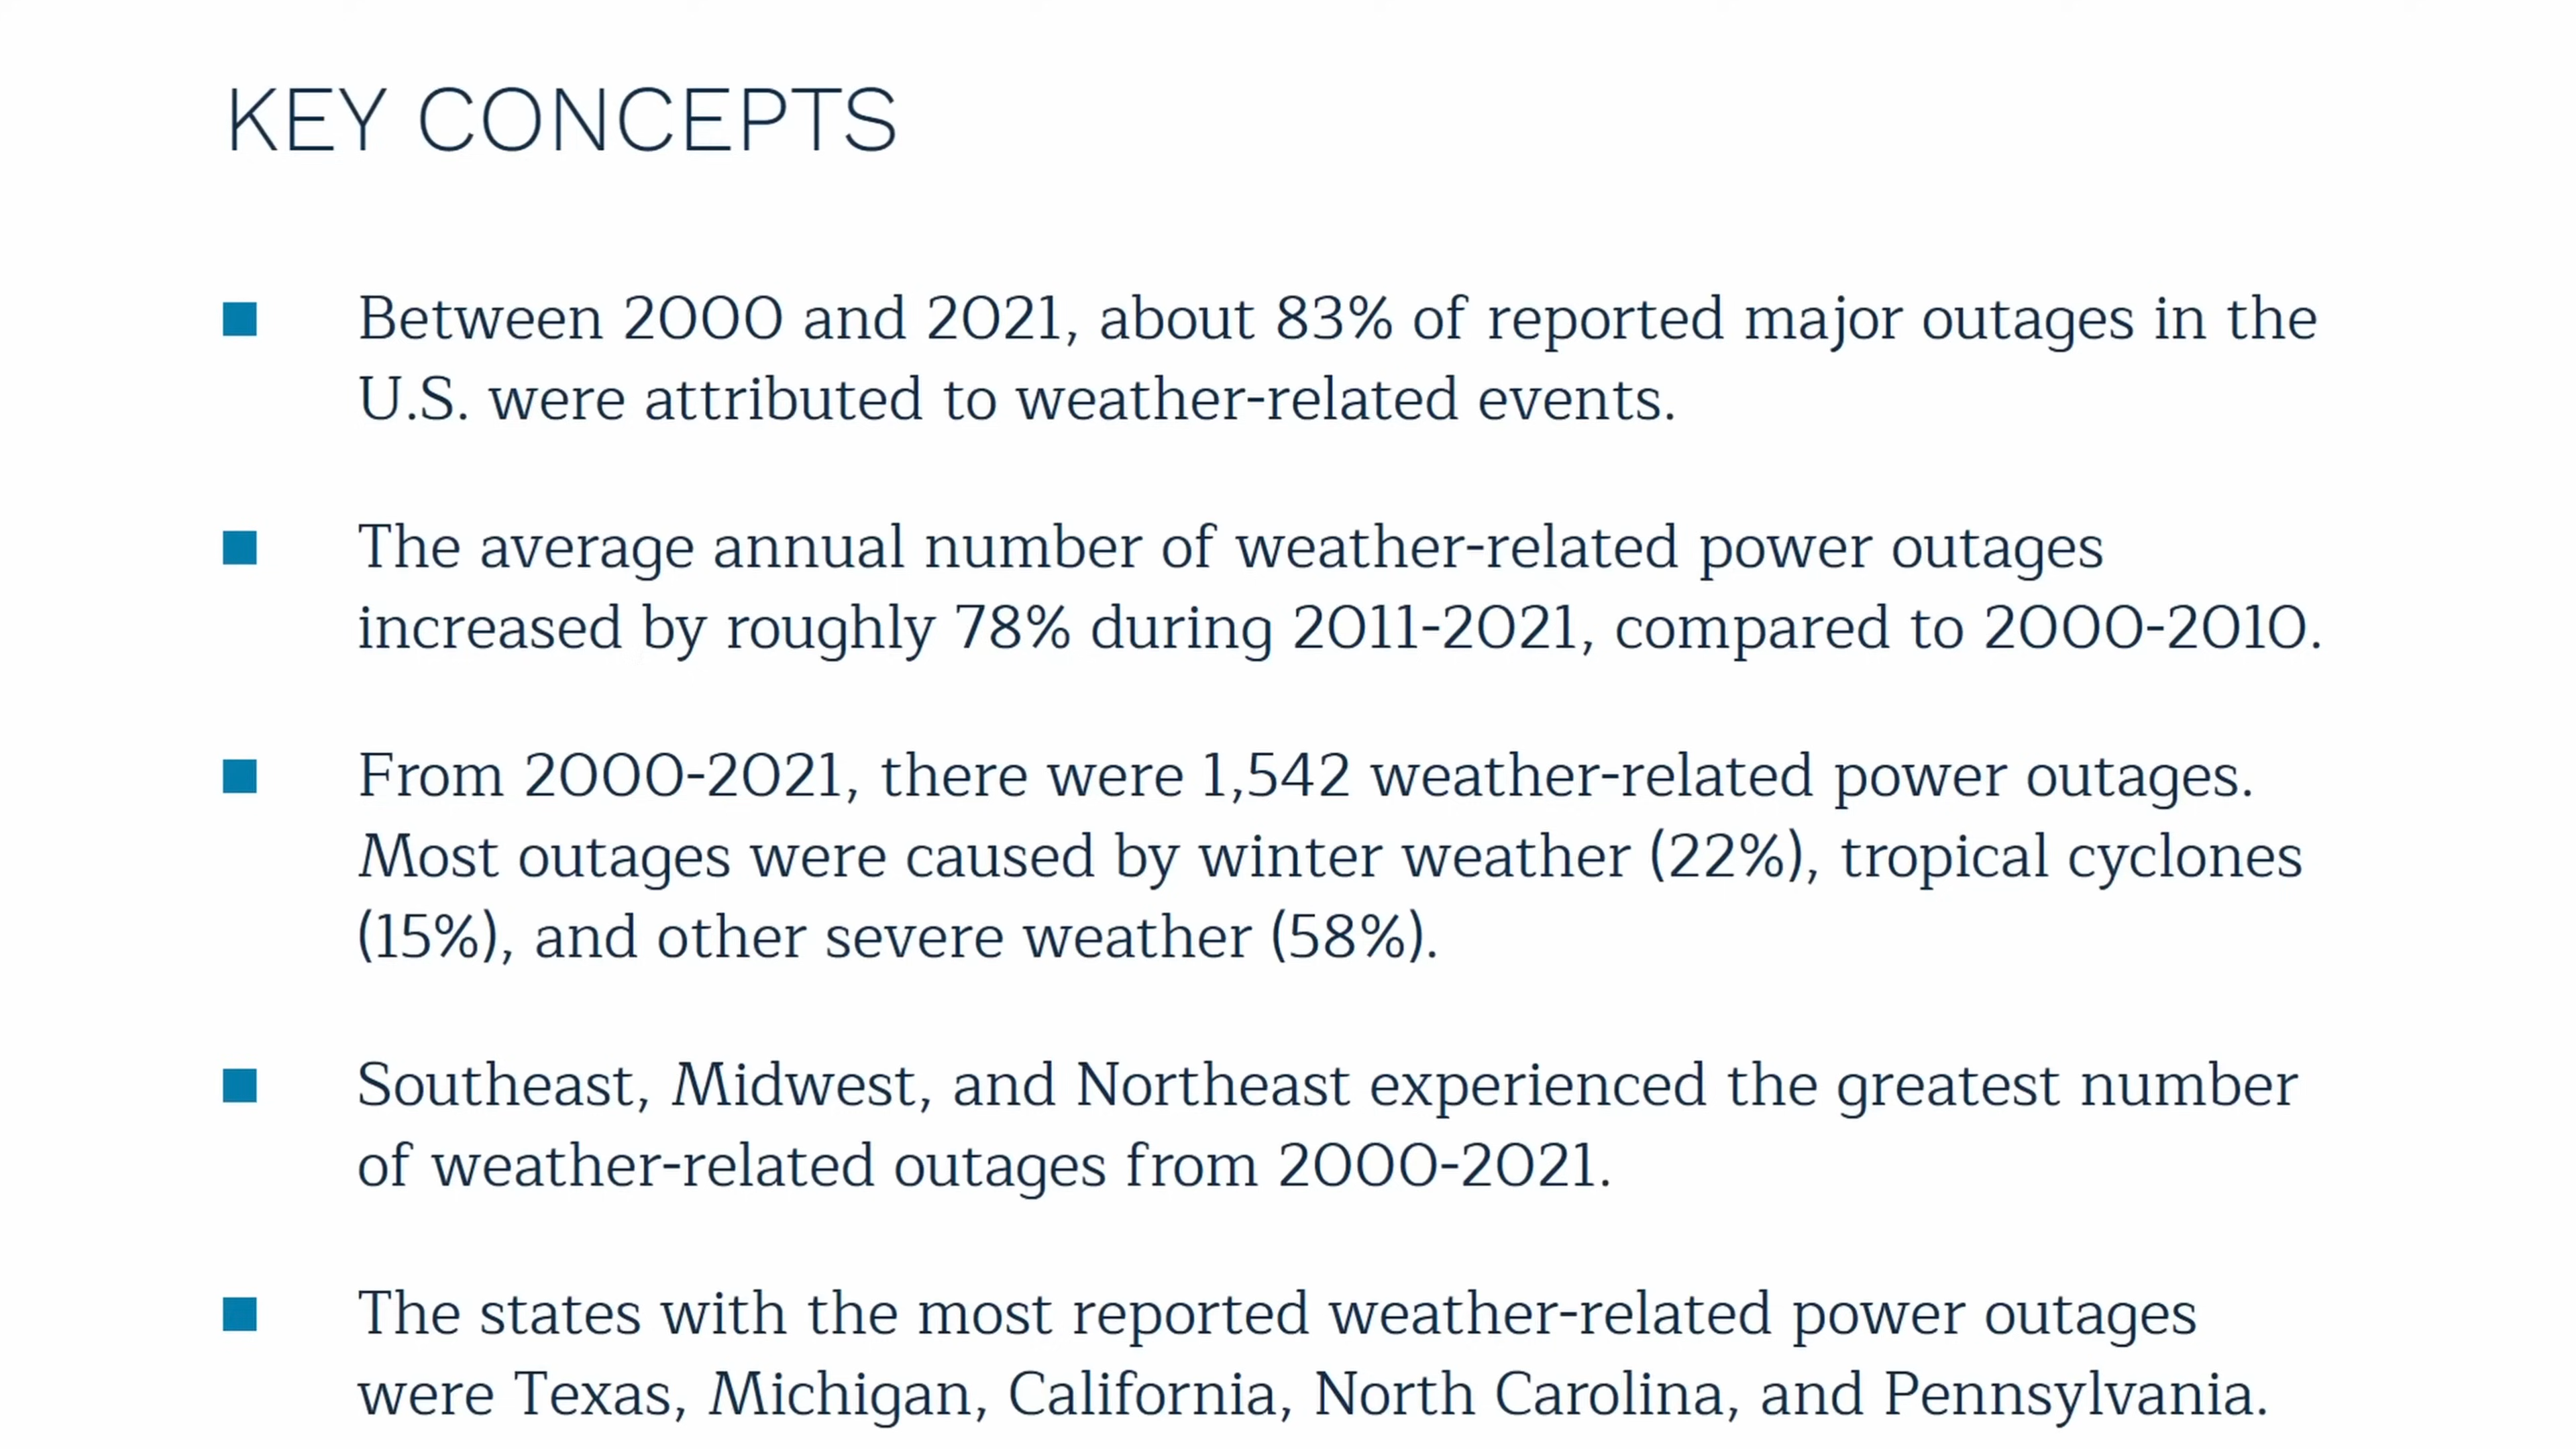 KEY CONCEPTS
Between 2000 and 2021, about 83% of reported major outages in the
U.S. were attributed to weather-related events.
The average annual number of weather-related power outages
increased by roughly 78% during 2011-2021, compared to 2000-2010.
From 2000-2021, there were 1,542 weather-related power outages.
Most outages were caused by winter weather (22%), tropical cyclones
(15%), and other severe weather (58%).
Southeast, Midwest, and Northeast experienced the greatest number
of weather-related outages from 2000-2021.
The states with the most reported weather-related power outages
were Texas, Michigan, California, North Carolina, and Pennsylvania.